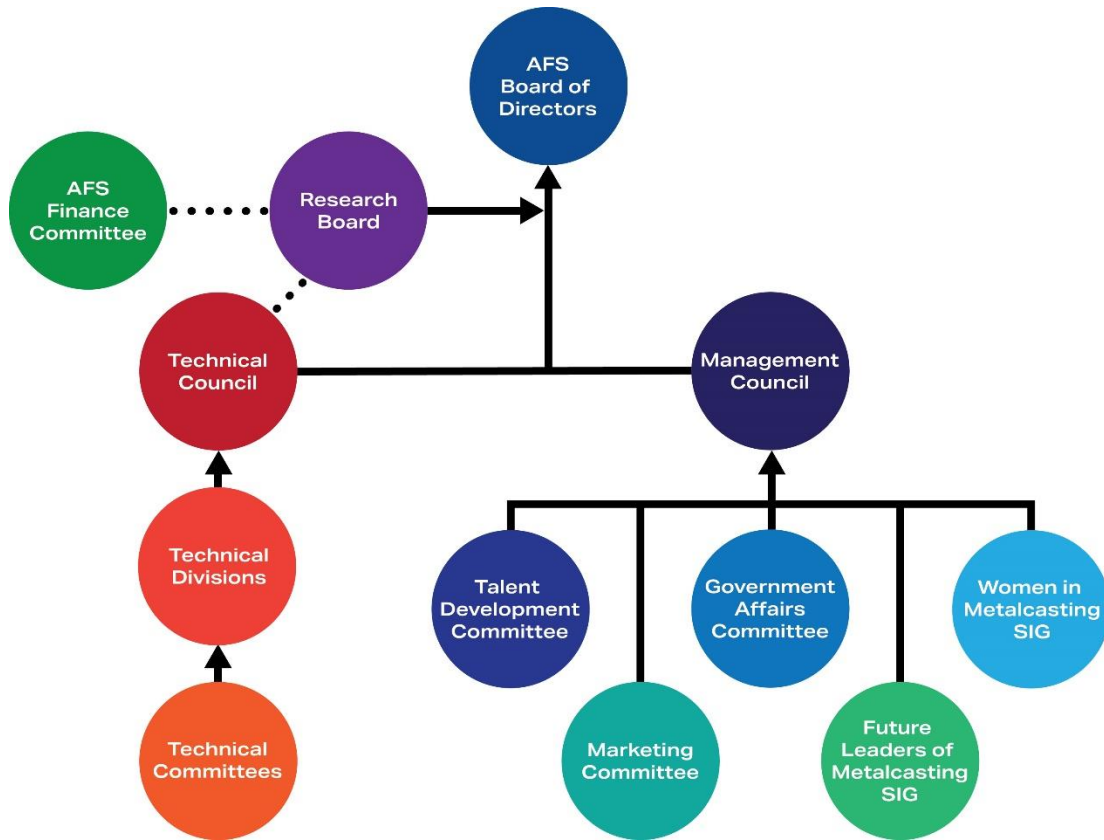 AFS
Board of
Directors
AFS
Finance
Committee
Research
Board
Technical
Council
Management
Council
Technical
Divisions
Talent
Development
Committee
Government
Affairs
Committee
Women in
Metalcasting
SIG
Technical
Committees
Marketing
Committee
Future
Leaders of
Metalcasting
SIG